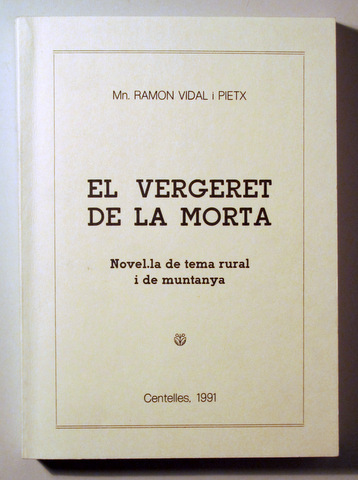 Mn. RAMON VIDAL i PIETX
EL VERGERET
DE LA MORTA
Novel.la de tema rural
i de muntanya
Centelles, 1991